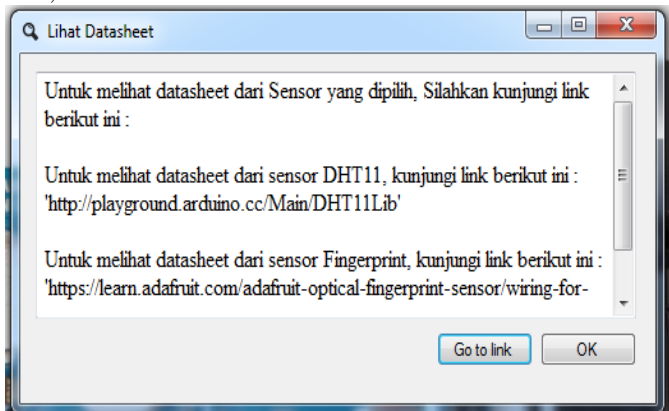 Lihat Datasheet
Untuk melihat datasheet dari Sensor yang dipilih, Silahkan kunjungi link
berikut ini :
Untuk melihat datasheet dari sensor DHT11, kunjungi link berikut ini :
'http://playground.arduino.cc/Main/DHT11Lib'
Untuk melihat datasheet dari sensor Fingerprint, kunjungi link berikut ini :
'https://learn.adafruit.com/adafruit-optical-fingerprint-sensor/wiring-for-
Go to link
OK